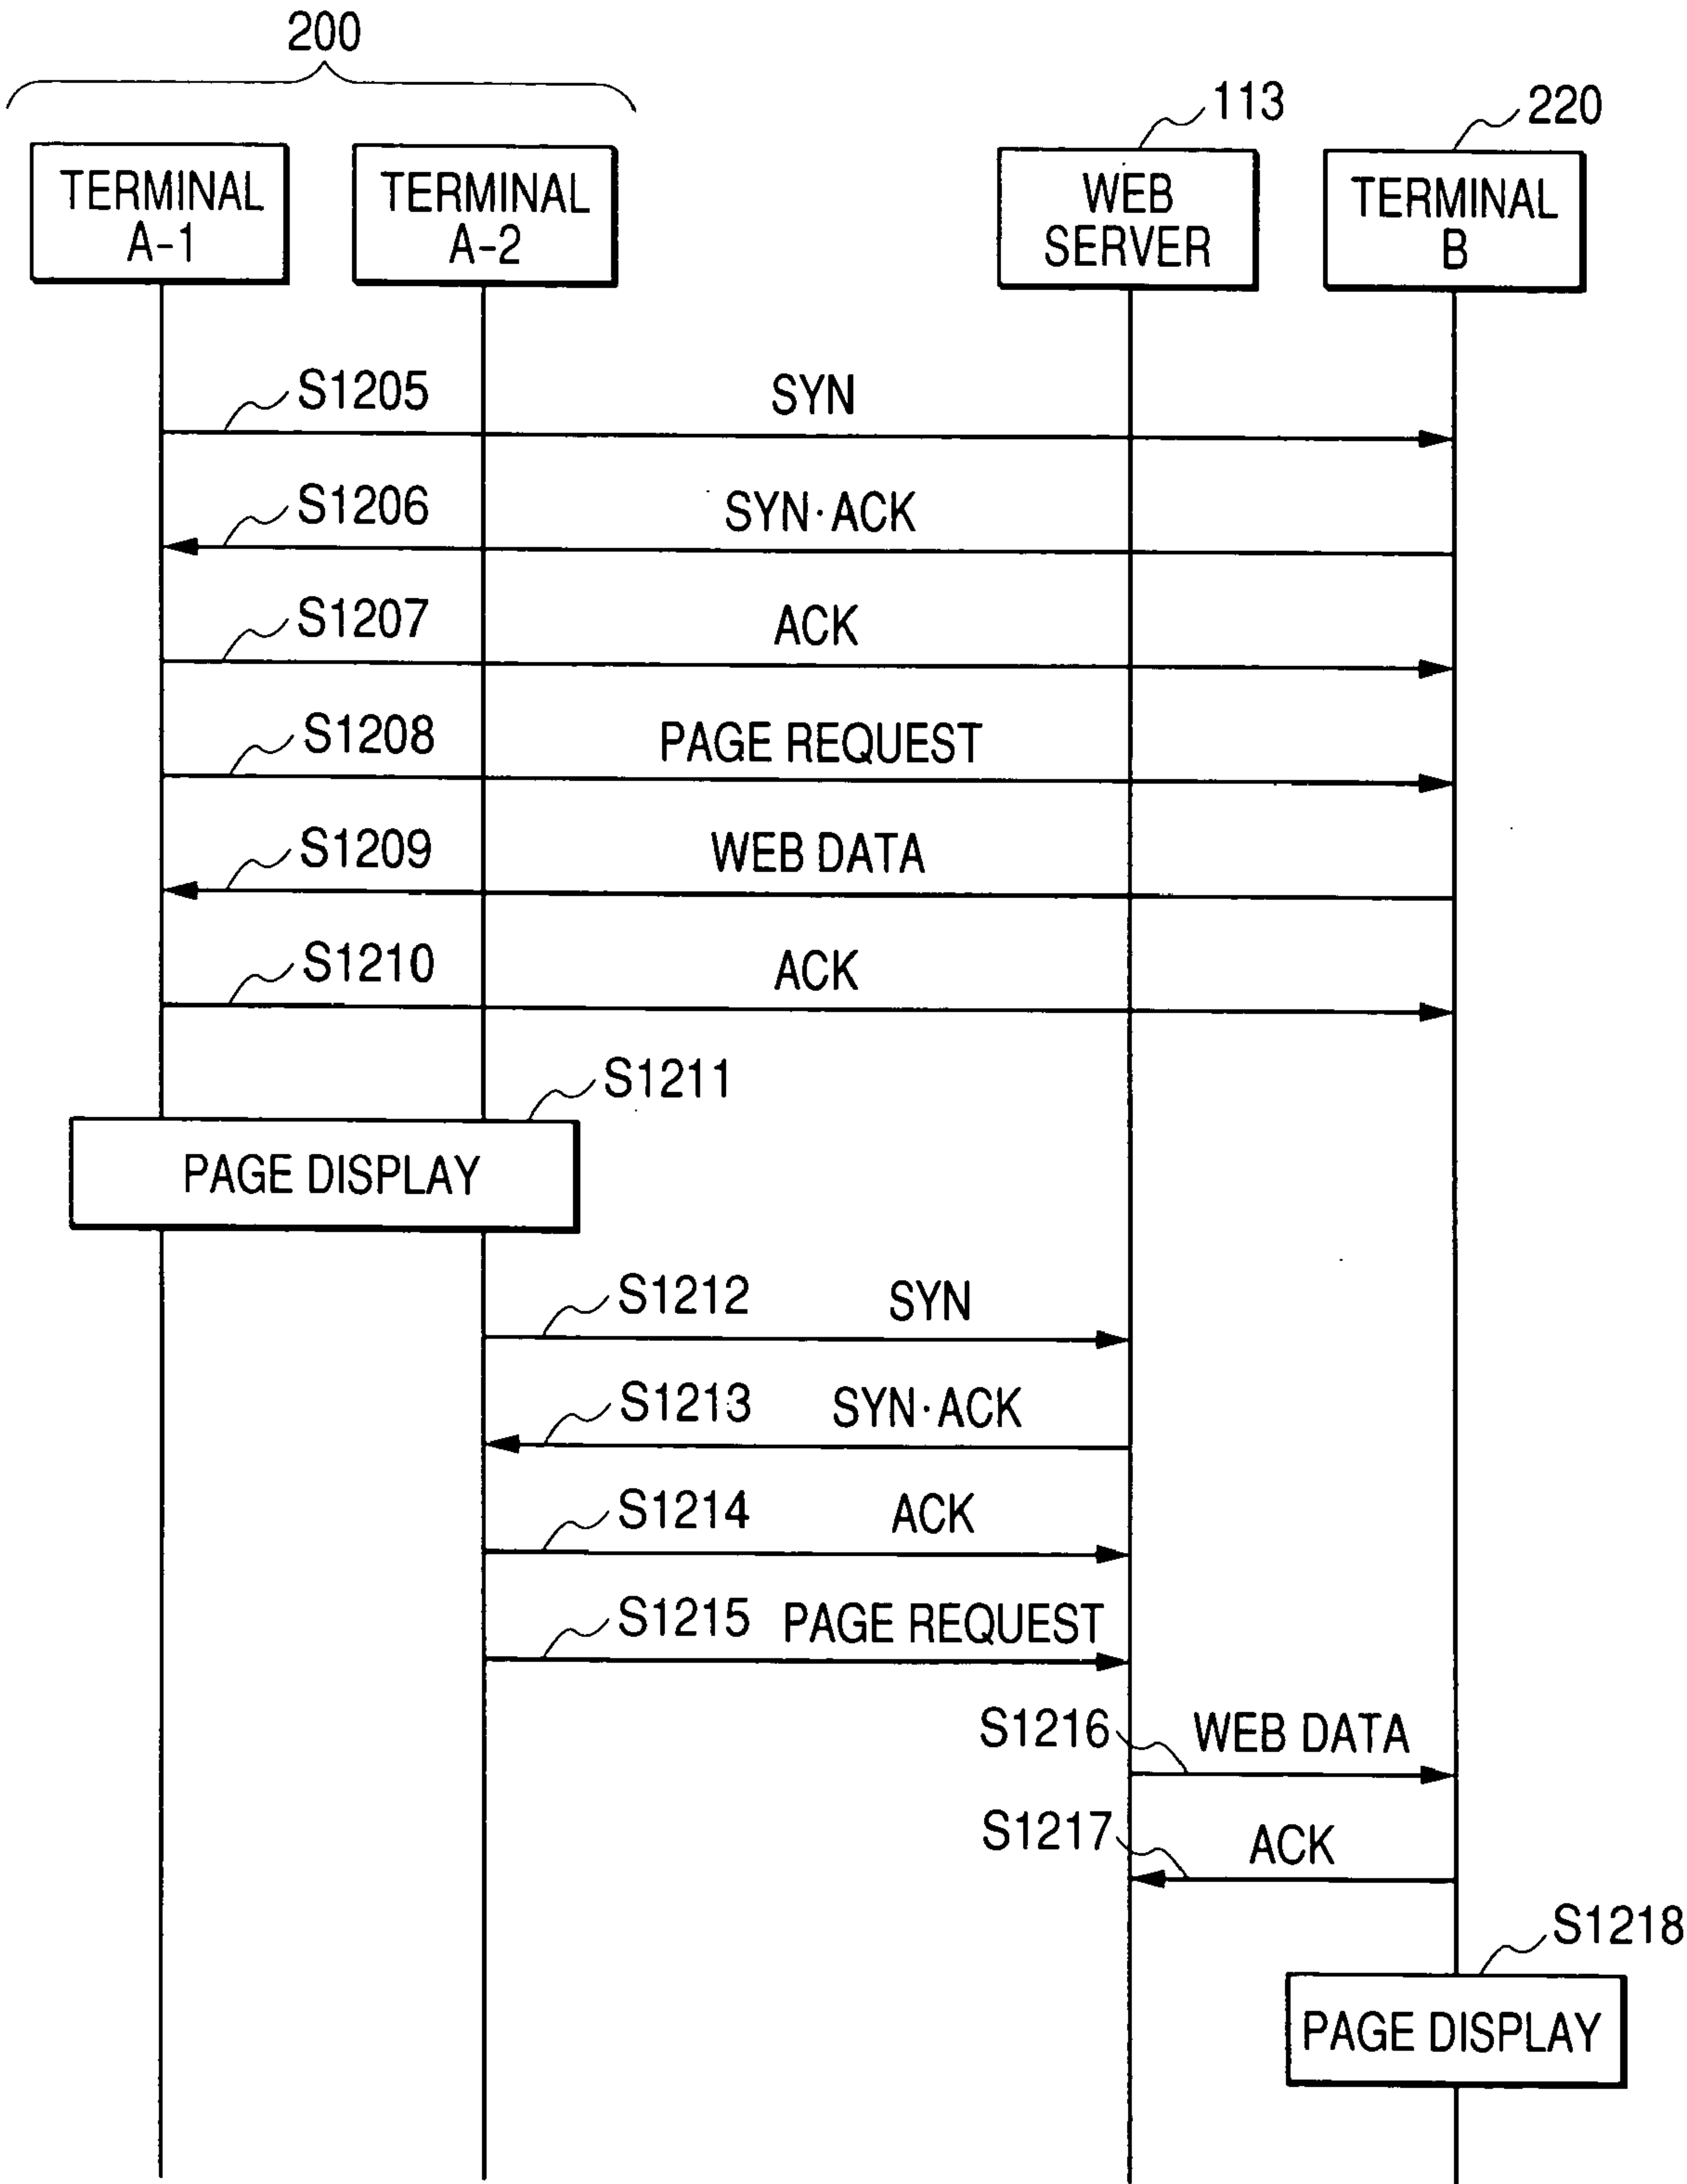 200
113
220
TERMINAL
A-1
TERMINAL
A-2
WEB
SERVER
TERMINAL
B
S1205
SYN
S1206
SYN·ACK
S1207
ACK
S1208
PAGE REQUEST
S1209
WEB DATA
S1210
ACK
S1211
PAGE DISPLAY
S1212
SYN
S1213
SYN·ACK
S1214
ACK
S1215
PAGE REQUEST
S1216
WEB DATA
S1217
ACK
S1218
PAGE DISPLAY